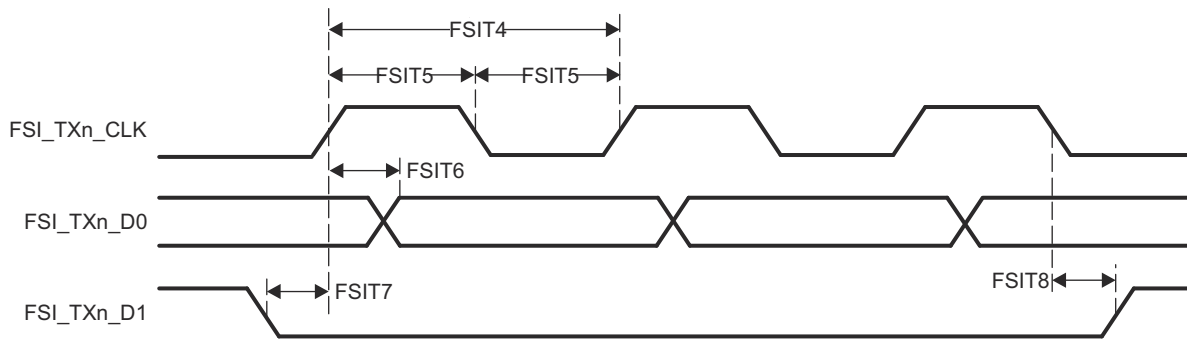 FSIT4
FSIT5 FSIT5
FSI_TXn_CLK
FSIT6
FSI_TXn_D0
FSIT7 FSIT8
FSI_TXn_D1